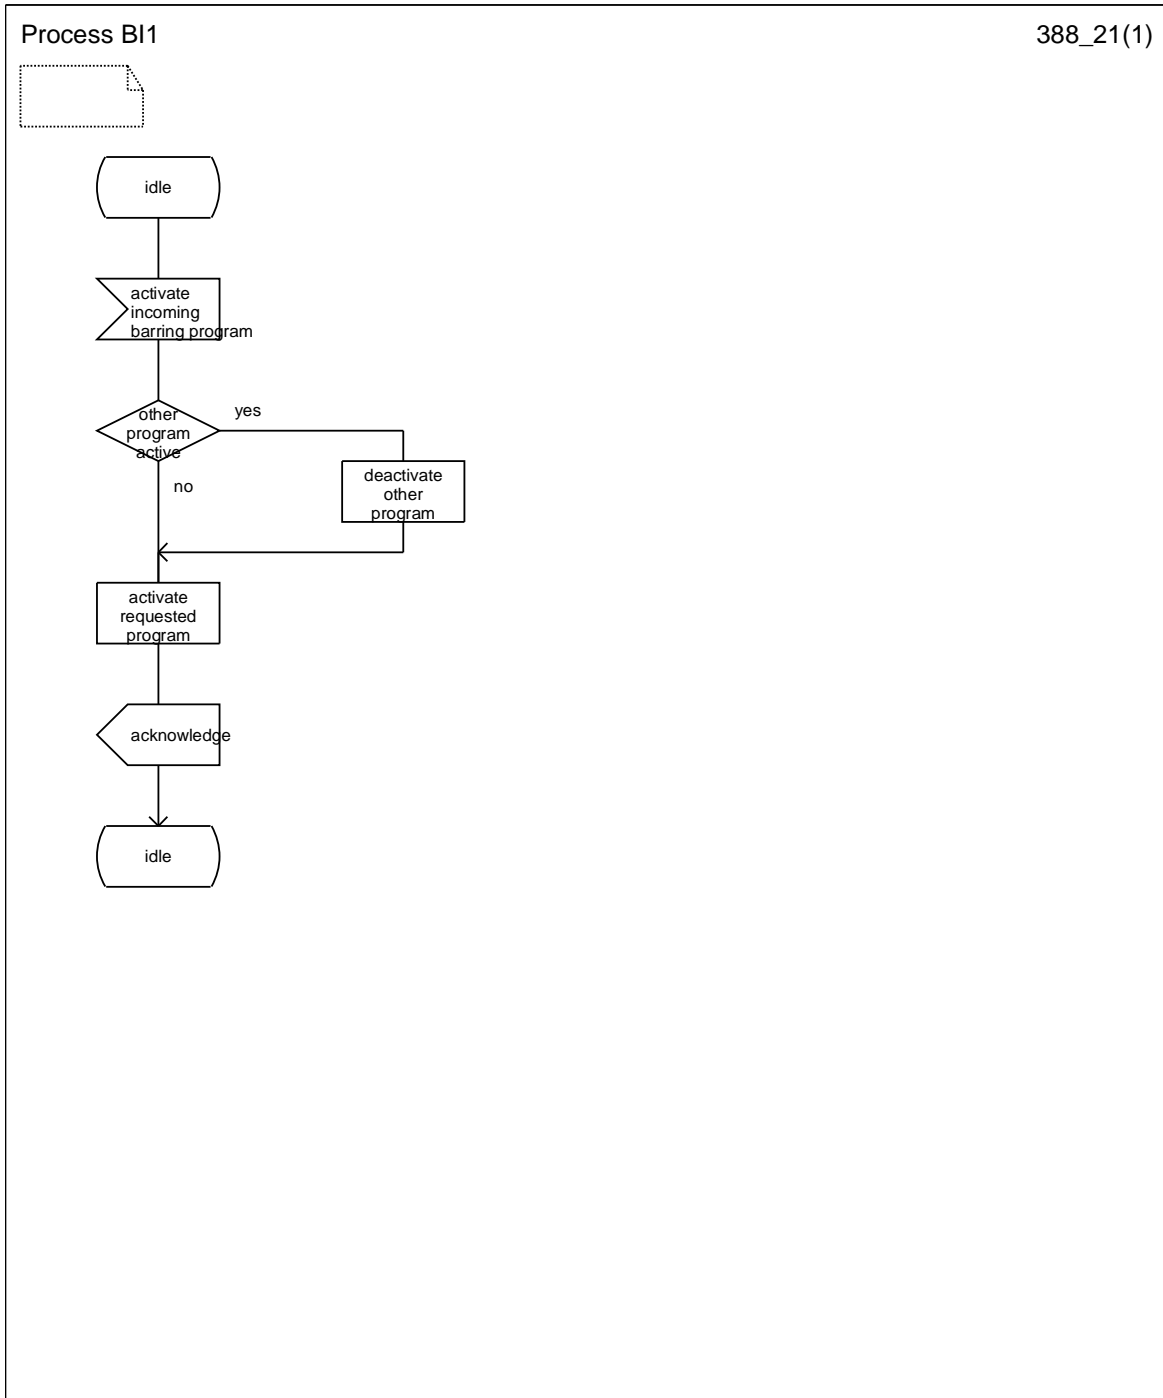 Process BI1
388_21(1)
idle
activate
incoming
barring program
other
program
active
yes
no
deactivate
other
program
activate
requested
program
acknowledge
idle